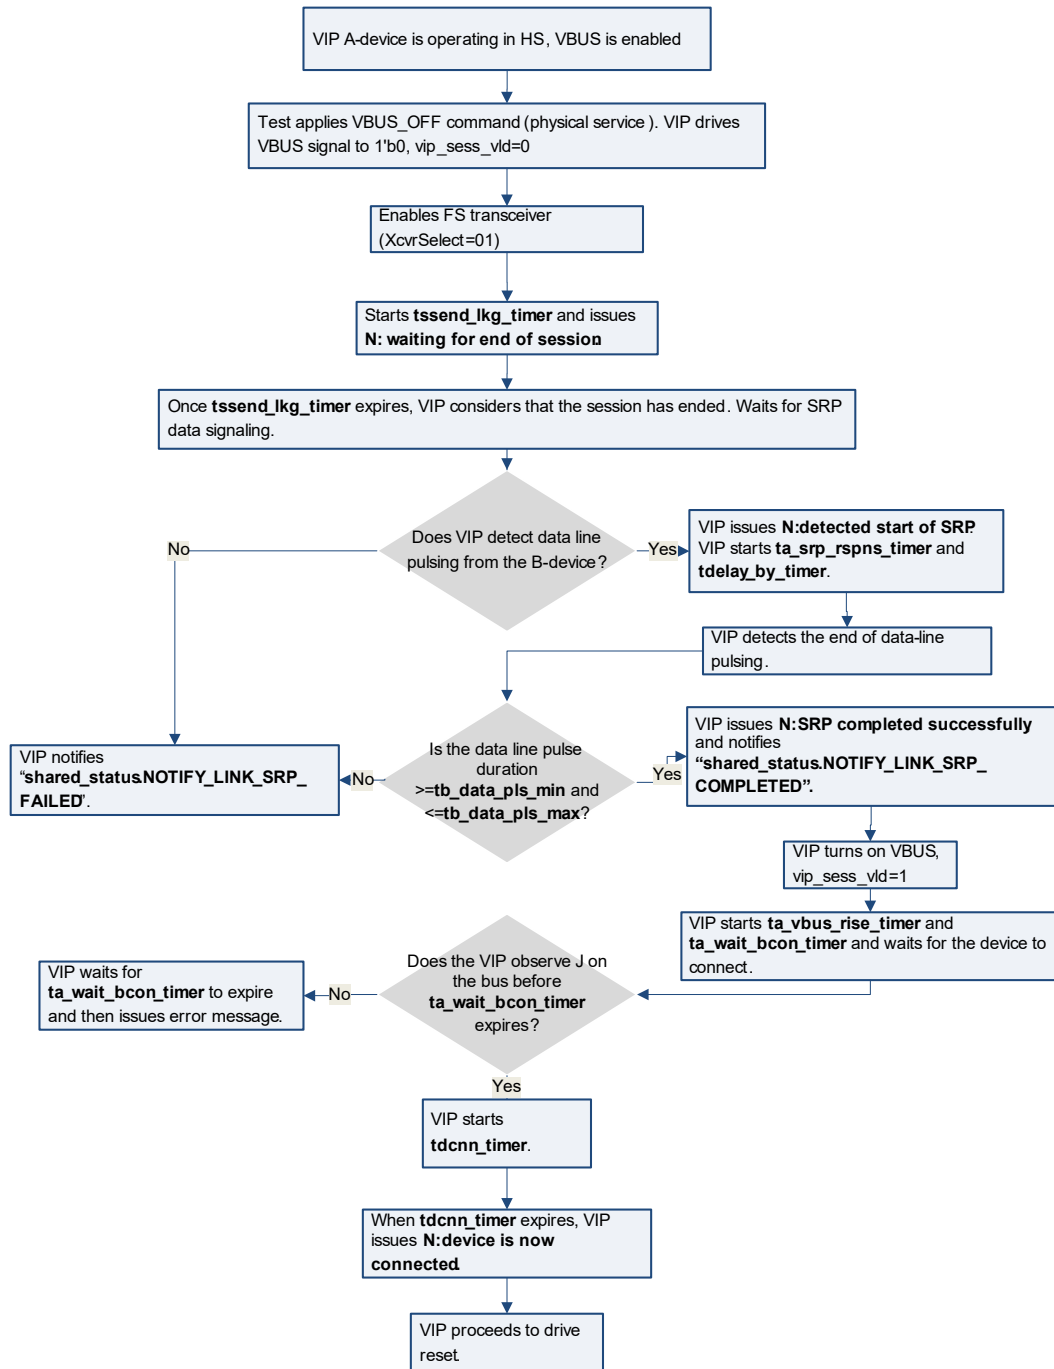 VIP A-device is operating in HS, VBUS is enabled
Test applies VBUS_OFF command (physical service). VIP drives
VBUS signal to 1'b0, vip_sess_vld=0
Enables FS transceiver
(XcvrSelect=01)
Starts tssend_lkg_timer and issues
N: waiting for end of session.
Once tssend_lkg_timer expires, VIP considers that the session has ended. Waits for SRP
data signaling.
Does VIP detect data line
pulsing from the B-device?
No
Yes
VIP issues N:detected start of SRP.
VIP starts ta_srp_rspns_timer and
tdelay_by_timer.
VIP detects the end of data-line
pulsing.
Is the data line pulse
duration
>=tb_data_pls_min and
<=tb_data_pls_max?
No
Yes
VIP notifies
“shared_status.NOTIFY_LINK_SRP_
FAILED”.
VIP issues N:SRP completed successfully
and notifies
“shared_status.NOTIFY_LINK_SRP_
COMPLETED”.
VIP turns on VBUS,
vip_sess_vld=1
VIP starts ta_vbus_rise_timer and
ta_wait_bcon_timer and waits for the device to
connect.
Does the VIP observe J on
the bus before
ta_wait_bcon_timer
expires?
No
VIP waits for
ta_wait_bcon_timer to expire
and then issues error message.
Yes
VIP starts
tdcnn_timer.
When tdcnn_timer expires, VIP
issues N:device is now
connected.
VIP proceeds to drive
reset.